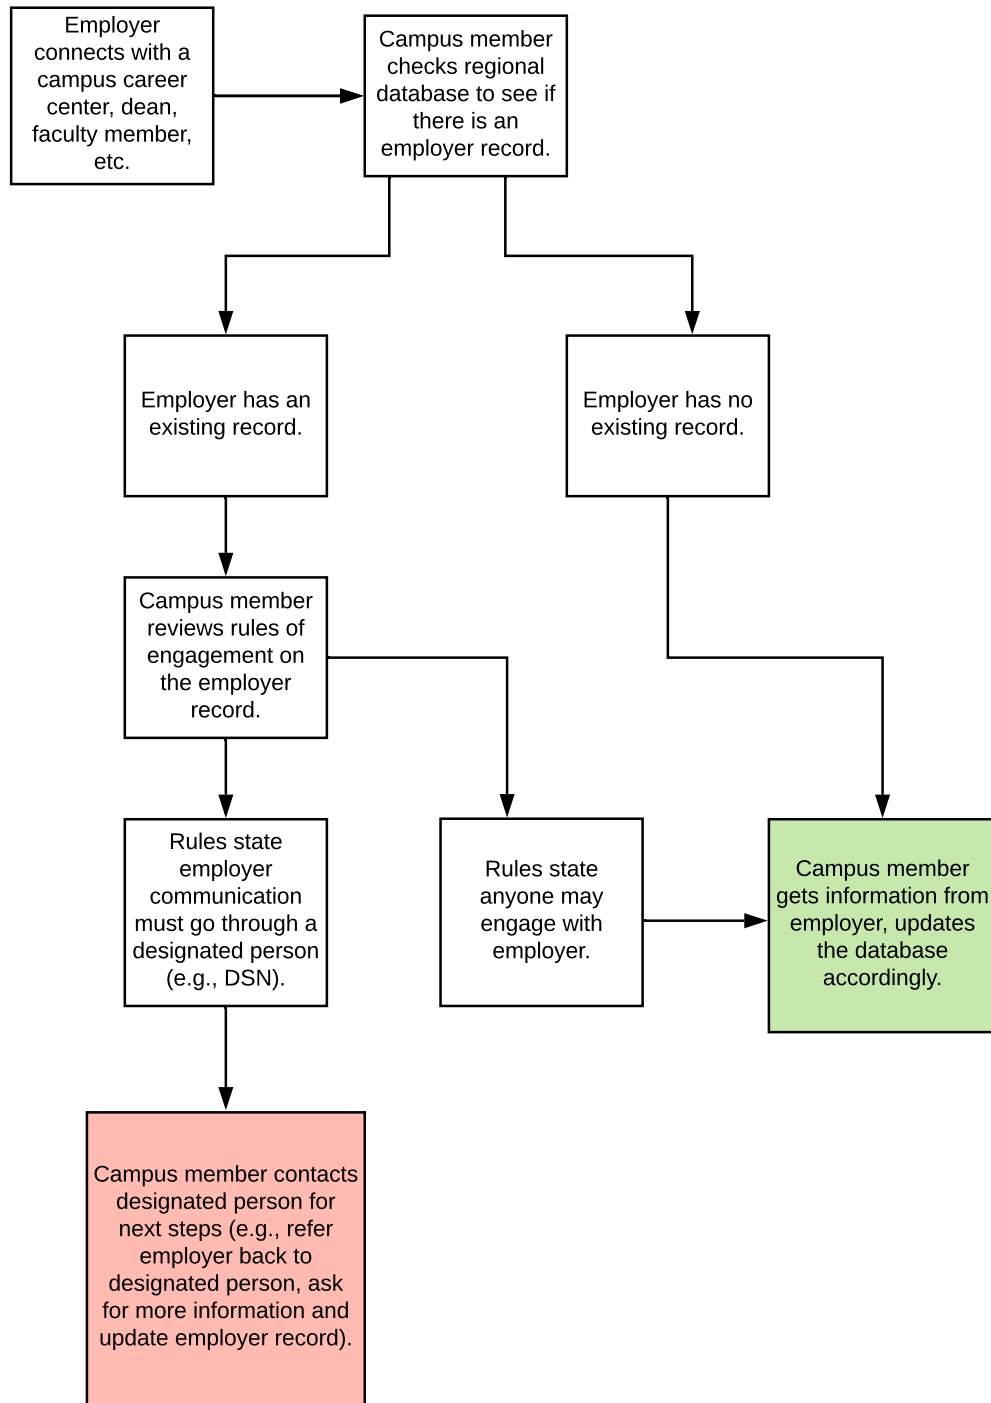 Employer
connects with a
campus career
center, dean,
faculty member,
etc.
Campus member
checks regional
database to see if
there is an
employer record.
Employer has an
existing record.
Employer has no
existing record.
Campus member
reviews rules of
engagement on
the employer
record.
Rules state
employer
communication
must go through a
designated person
(e.g., DSN).
Rules state
anyone may
engage with
employer.
Campus member
gets information from
employer, updates
the database
accordingly.
Campus member contacts
designated person for
next steps (e.g., refer
employer back to
designated person, ask
for more information and
update employer record).